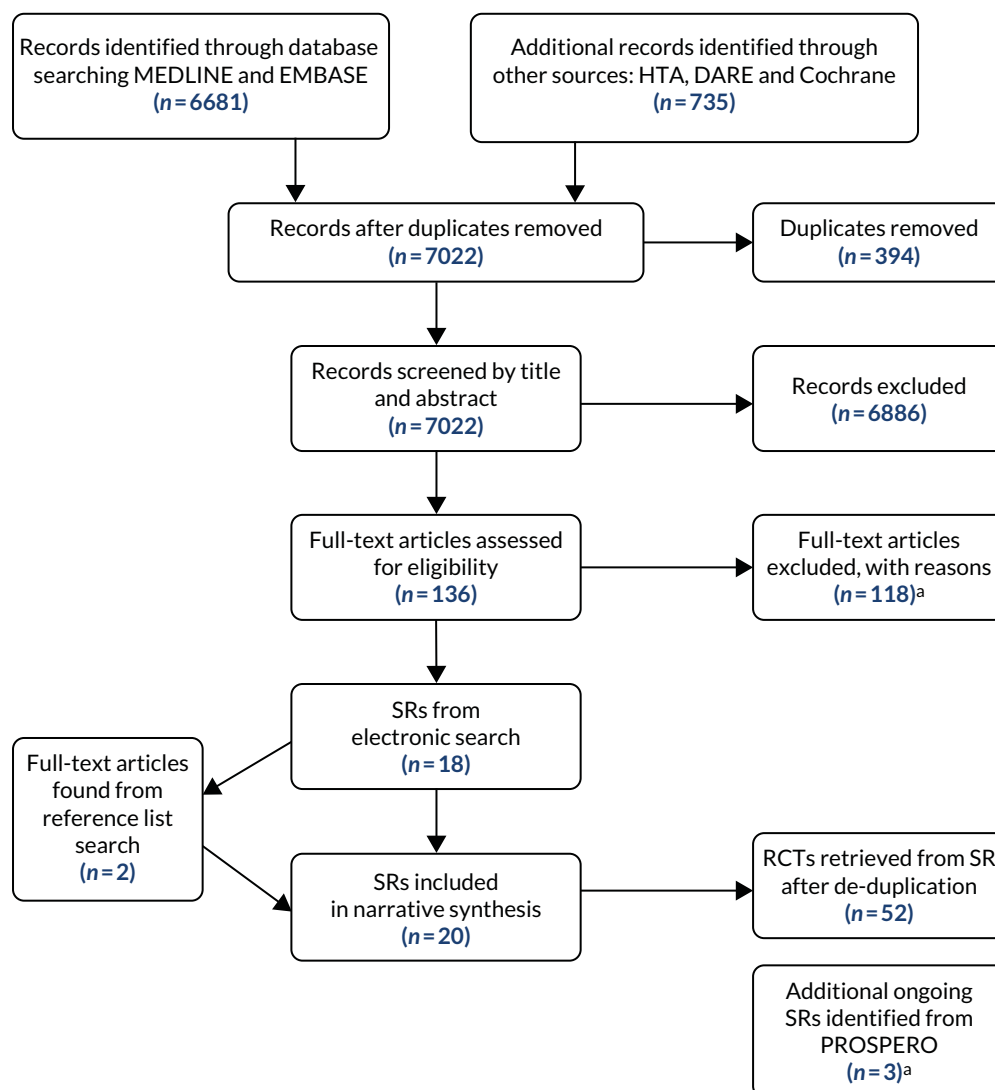 Records identified through database
searching MEDLINE and EMBASE
(n = 6681)
Additional records identified through
other sources: HTA, DARE and Cochrane
(n = 735)
Records after duplicates removed
(n = 7022)
Duplicates removed
(n = 394)
Records screened by title
and abstract
(n = 7022)
Records excluded
(n = 6886)
Full-text articles assessed
for eligibility
(n = 136)
Full-text articles
excluded, with reasons
(n = 118)a
SRs from
electronic search
(n = 18)
Full-text articles
found from
reference list
search
(n = 2)
SRs included
in narrative synthesis
(n = 20)
RCTs retrieved from SR
after de-duplication
(n = 52)
Additional ongoing
SRs identified from
PROSPERO
(n = 3)a